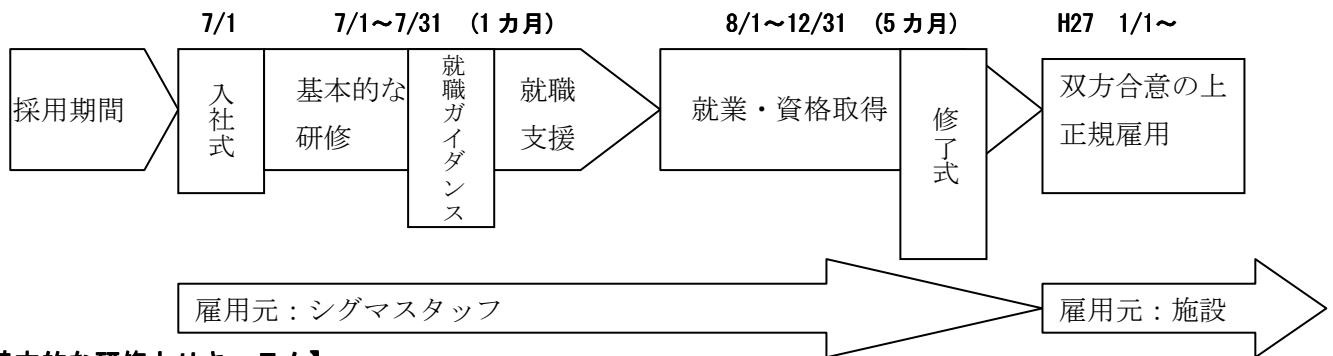 7/1 7/1～7/31 (1カ月) 8/1～12/31 (5カ月) H27 1/1～
採用期間
入社式
基本的な
研修
就職ガイダンス
就職
支援
就業・資格取得
修了式
双方合意の上
正規雇用
雇用元：シグマスタッフ
雇用元：施設